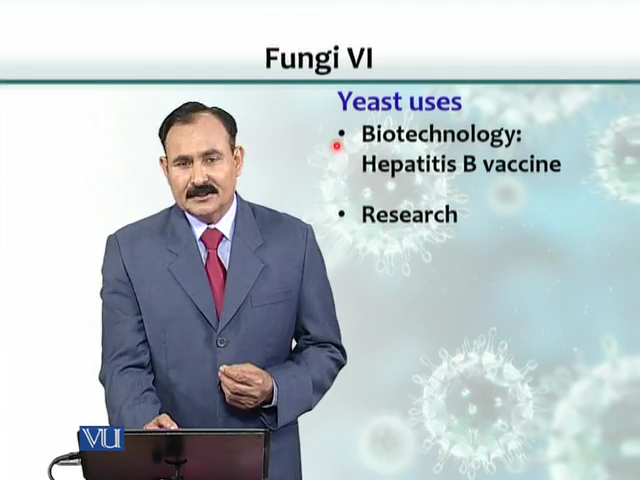 Fungi VI
Yeast uses
• Biotechnology:
Hepatitis B vaccine
• Research
VU